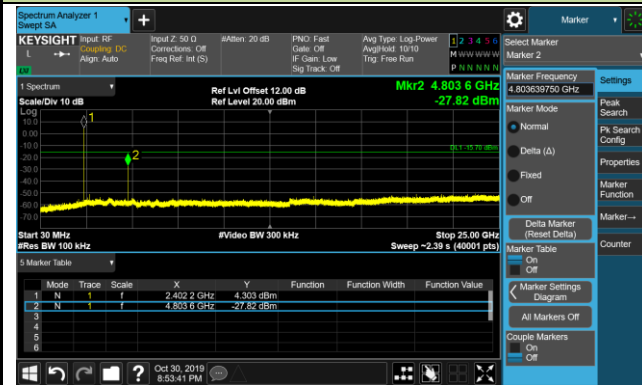 Spectrum Analyzer 1
Swept SA
Marker
KEYSIGHT
L
Input: RF
Coupling: DC
Align: Auto
Input Z: 50 Ω
Corrections: Off
Freq Ref: Int (S)
#Atten: 20 dB
PNO: Fast
Gate: Off
IF Gain: Low
Sig Track: Off
Avg Type: Log-Power
Avg|Hold: 10/10
Trig: Free Run
1 2 3 4 5 6
M W W W W W
P N N N N N
Select Marker
Marker 2
Marker Frequency
4.803639750 GHz
Settings
1 Spectrum
Scale/Div 10 dB
Ref Lvl Offset 12.00 dB
Ref Level 20.00 dBm
Mkr2 4.803 6 GHz
-27.82 dBm
Log
10.0
0.00
-10.0
-20.0
-30.0
-40.0
-50.0
-60.0
-70.0
1
2
DL1 -15.70 dBm
Start 30 MHz
#Res BW 100 kHz
#Video BW 300 kHz
Stop 25.00 GHz
Sweep ~2.39 s (40001 pts)
Marker Mode
Normal
Delta (Δ)
Fixed
Off
Delta Marker
(Reset Delta)
Marker Table
On
Off
Marker Settings
Diagram
All Markers Off
Couple Markers
On
Off
Peak
Search
Pk Search
Config
Properties
Marker
Function
Marker→
Counter
5 Marker Table
Mode Trace Scale X Y Function Function Width Function Value
1 N 1 f 2.402 2 GHz 4.303 dBm
2 N 1 f 4.803 6 GHz -27.82 dBm
3
4
5
6
Oct 30, 2019
8:53:41 PM